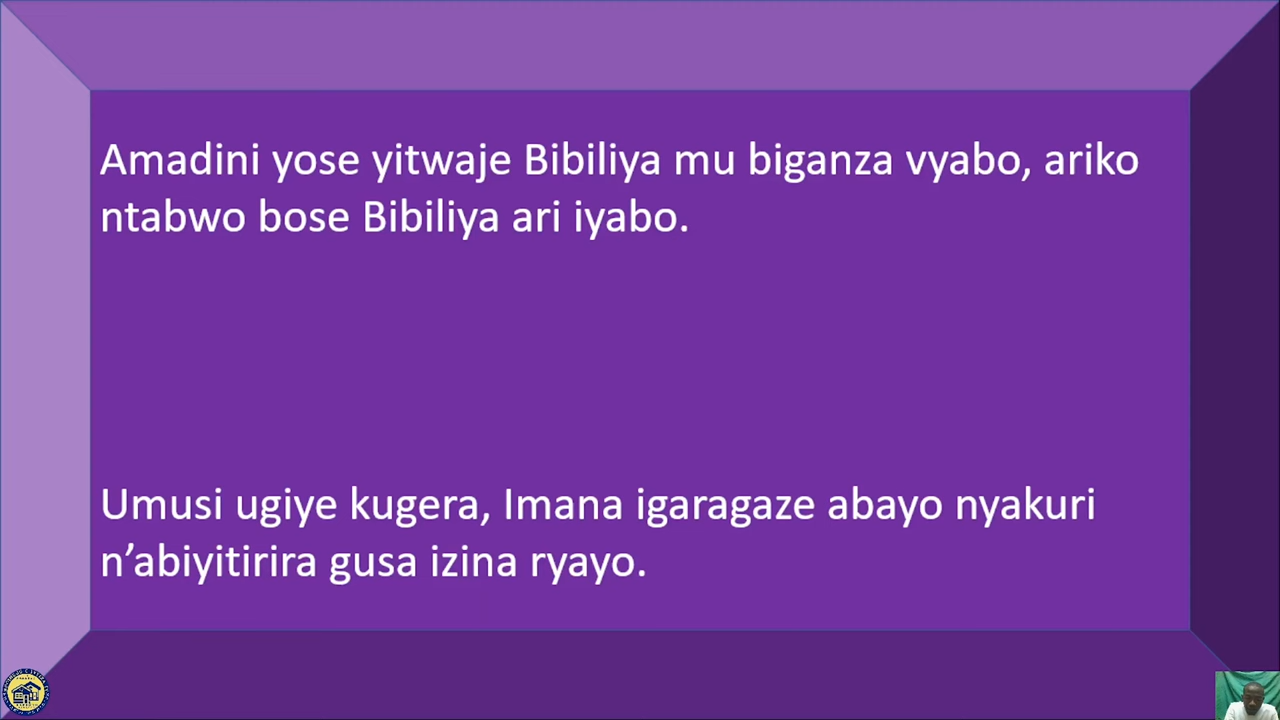 Amadini yose yitwaje Bibiliya mu biganza vyabo, ariko
ntabwo bose Bibiliya ari iyabo.
Umusi ugiye kugera, Imana igaragaze abayo nyakuri
n’abiyitirira gusa izina ryayo.